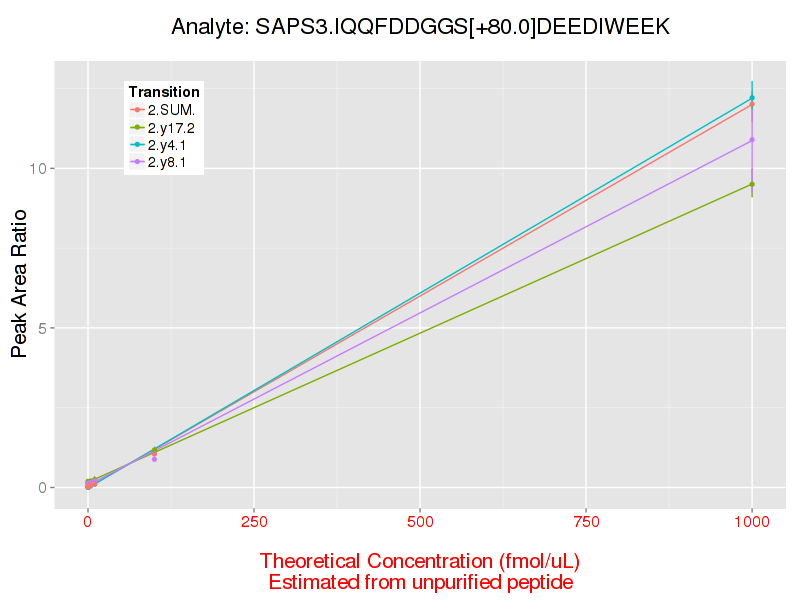 Analyte: SAPS3.IQQFDDGGS[+80.0]DEEDIWEEK
Transition
2.SUM.
2.y17.2
2.y4.1
2.y8.1
Peak Area Ratio
10
5
0
0 250 500 750 1000
Theoretical Concentration (fmol/uL)
Estimated from unpurified peptide